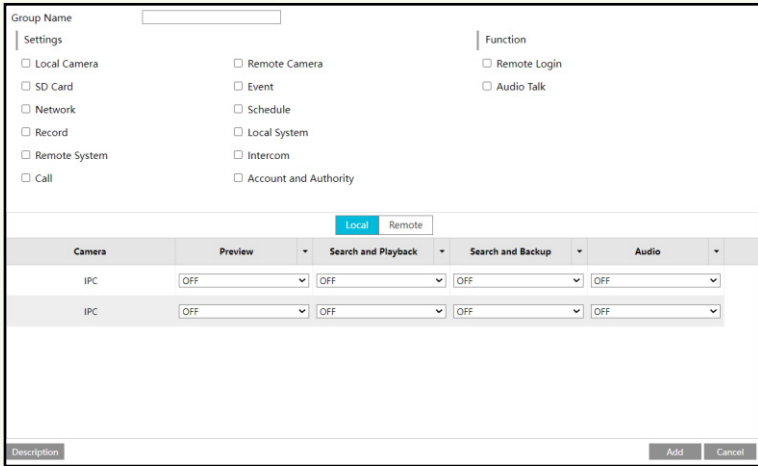 Group Name
Settings Function
Local Camera Remote Camera Remote Login
SD Card Event Audio Talk
Network Schedule
Record Local System
Remote System Intercom
Call Account and Authority
Local Remote
Camera Preview Search and Playback Search and Backup Audio
IPC OFF OFF OFF OFF
IPC OFF OFF OFF OFF
Description Add Cancel